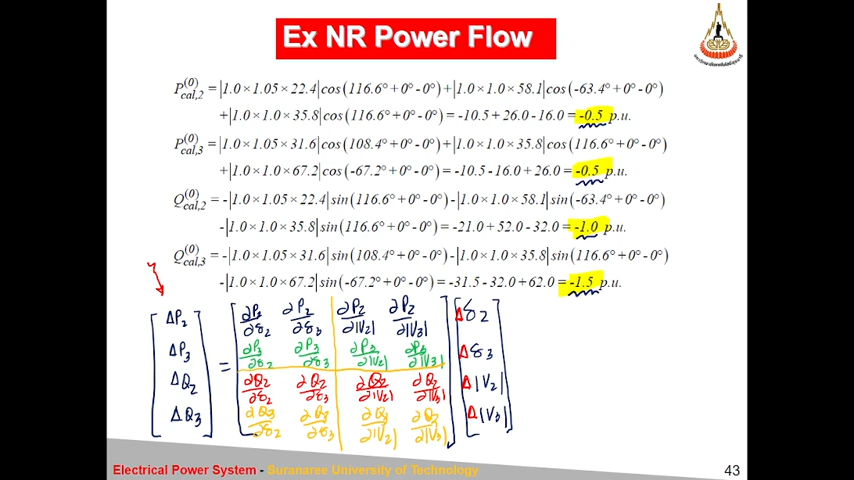 Ex NR Power Flow
P_{cal,2}^{(0)} = |1.0×1.05×22.4|cos(116.6°+0°-0°)+|1.0×1.0×58.1|cos(-63.4°+0°-0°)
+|1.0×1.0×35.8|cos(116.6°+0°-0°) = -10.5+26.0-16.0 = -0.5 p.u.
P_{cal,3}^{(0)} = |1.0×1.05×31.6|cos(108.4°+0°-0°)+|1.0×1.0×35.8|cos(116.6°+0°-0°)
+|1.0×1.0×67.2|cos(-67.2°+0°-0°) = -10.5-16.0+26.0 = -0.5 p.u.
Q_{cal,2}^{(0)} = -|1.0×1.05×22.4|sin(116.6°+0°-0°)-|1.0×1.0×58.1|sin(-63.4°+0°-0°)
-|1.0×1.0×35.8|sin(116.6°+0°-0°) = -21.0+52.0-32.0 = -1.0 p.u.
Q_{cal,3}^{(0)} = -|1.0×1.05×31.6|sin(108.4°+0°-0°)-|1.0×1.0×35.8|sin(116.6°+0°-0°)
-|1.0×1.0×67.2|sin(-67.2°+0°-0°) = -31.5-32.0+62.0 = -1.5 p.u.
ΔP2 ∂P2/∂δ2 ∂P2/∂δ3 ∂P2/∂|V2| ∂P2/∂|V3| Δδ2
ΔP3 = ∂P3/∂δ2 ∂P3/∂δ3 ∂P3/∂|V2| ∂P3/∂|V3| Δδ3
ΔQ2 ∂Q2/∂δ2 ∂Q2/∂δ3 ∂Q2/∂|V2| ∂Q2/∂|V3| Δ|V2|
ΔQ3 ∂Q3/∂δ2 ∂Q3/∂δ3 ∂Q3/∂|V2| ∂Q3/∂|V3| Δ|V3|
Electrical Power System - Suranaree University of Technology
43